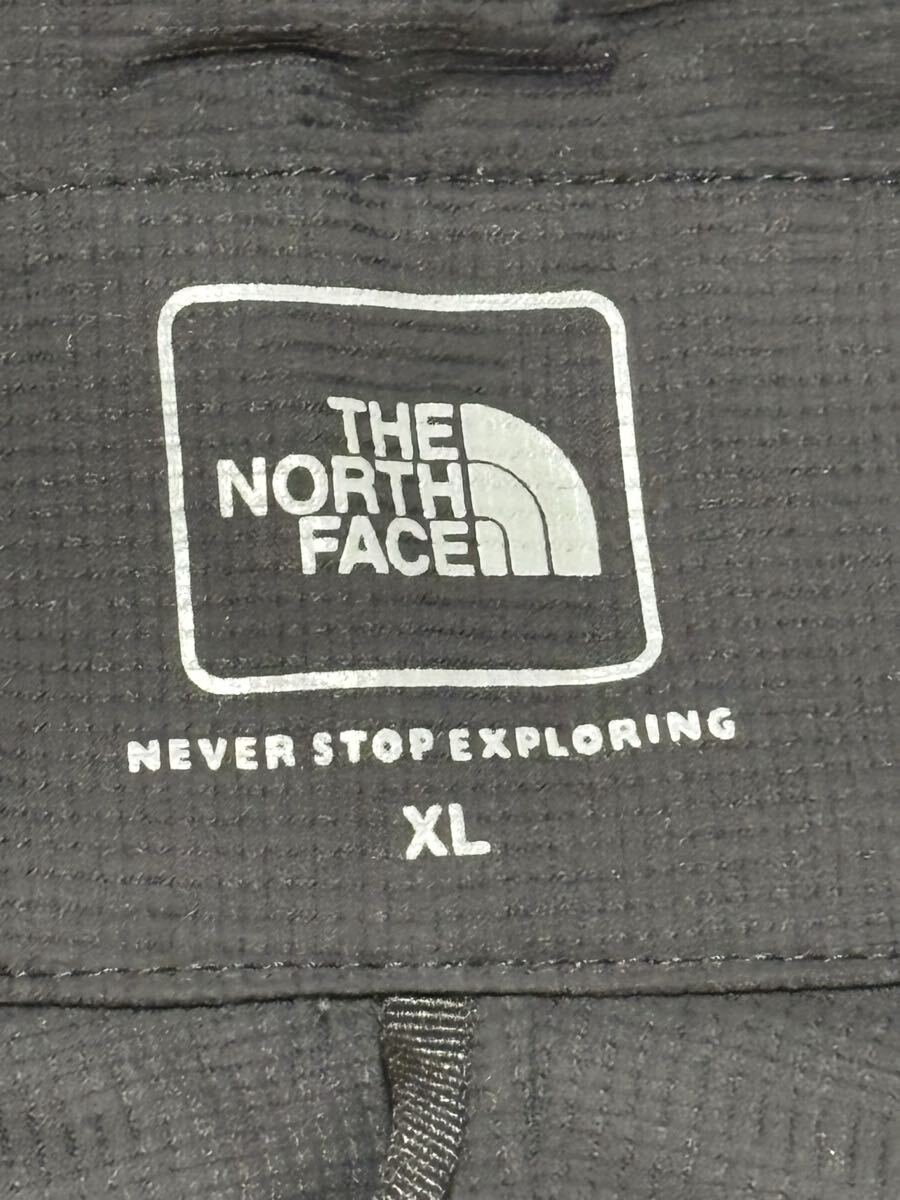 THE
NORTH
FACE
NEVER STOP EXPLORING
XL